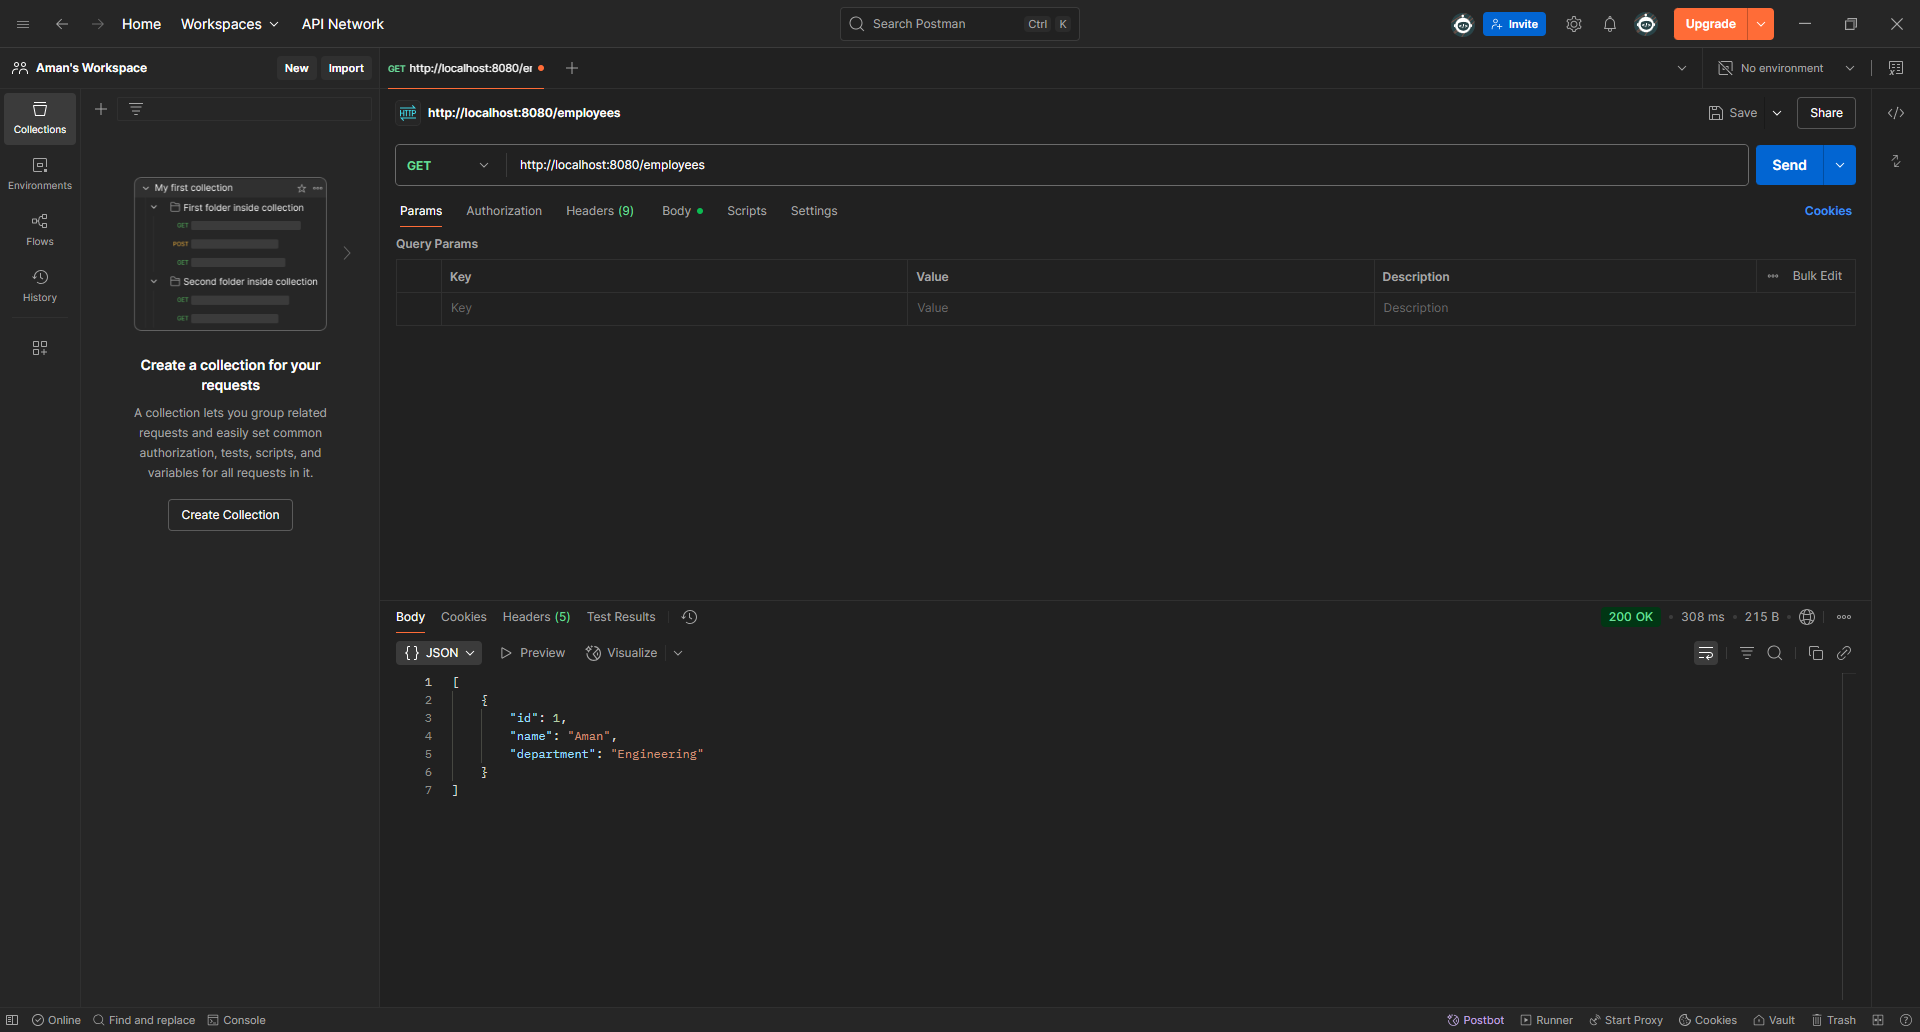 Home Workspaces API Network Search Postman Ctrl K Invite Upgrade
Aman's Workspace New Import GET http://localhost:8080/er No environment
Collections
Environments
Flows
History
My first collection
First folder inside collection
GET
POST
GET
Second folder inside collection
GET
GET
Create a collection for your
requests
A collection lets you group related
requests and easily set common
authorization, tests, scripts, and
variables for all requests in it.
Create Collection
HTTP http://localhost:8080/employees Save Share
GET http://localhost:8080/employees Send
Params Authorization Headers (9) Body Scripts Settings Cookies
Query Params
Key Value Description Bulk Edit
Key Value Description
Body Cookies Headers (5) Test Results 200 OK 308 ms 215 B
{} JSON Preview Visualize
1 [
2 {
3 "id": 1,
4 "name": "Aman",
5 "department": "Engineering"
6 }
7 ]
Online Find and replace Console Postbot Runner Start Proxy Cookies Vault Trash